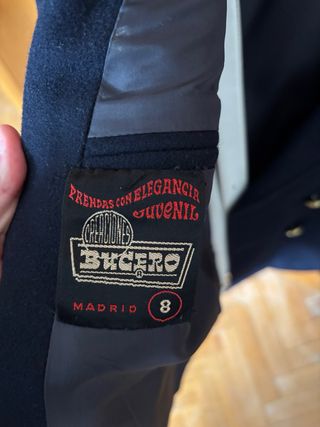 PRENDAS CON ELEGANCIA
JUVENIL
CREACIONES
BUCERO
MADRID 8